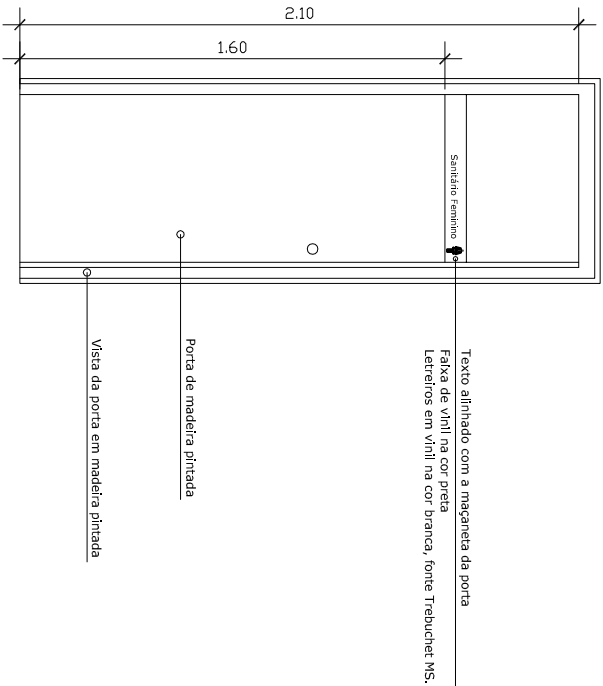 2.10
1.60
Sanitário Feminino
Texto alinhado com a maçaneta da porta
Faixa de vinil na cor preta
Letreiros em vinil na cor branca, fonte Trebuchet MS.
Porta de madeira pintada
Vista da porta em madeira pintada